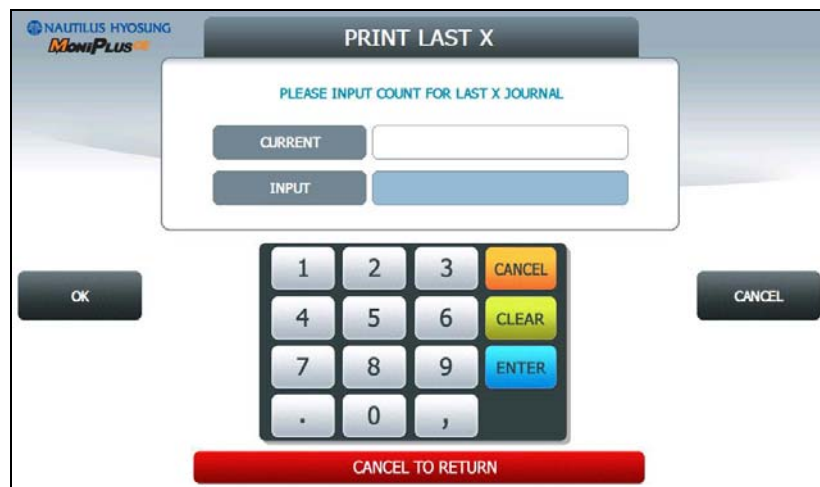 NAUTILUS HYOSUNG
MoniPlus CE
PRINT LAST X
PLEASE INPUT COUNT FOR LAST X JOURNAL
CURRENT
INPUT
1 2 3 CANCEL
4 5 6 CLEAR
7 8 9 ENTER
. 0 ,
OK
CANCEL
CANCEL TO RETURN